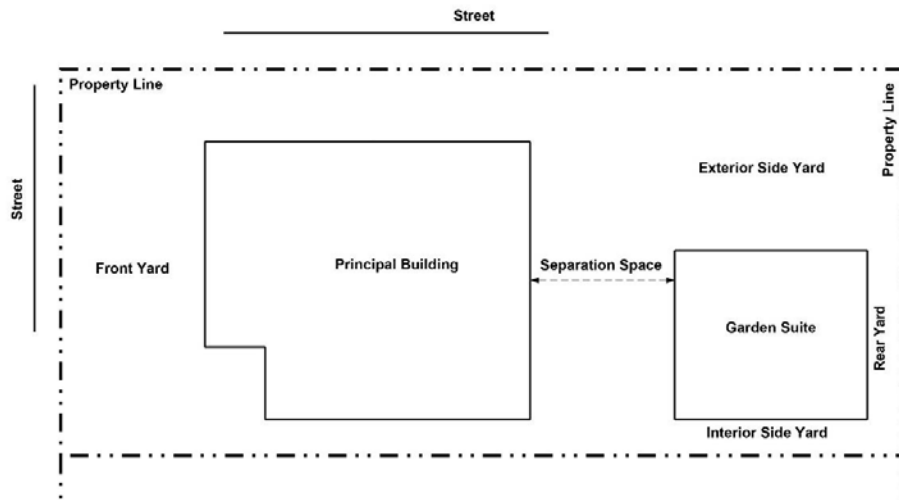 Street
Property Line
Property Line
Exterior Side Yard
Street
Front Yard
Principal Building
Separation Space
Garden Suite
Rear Yard
Interior Side Yard